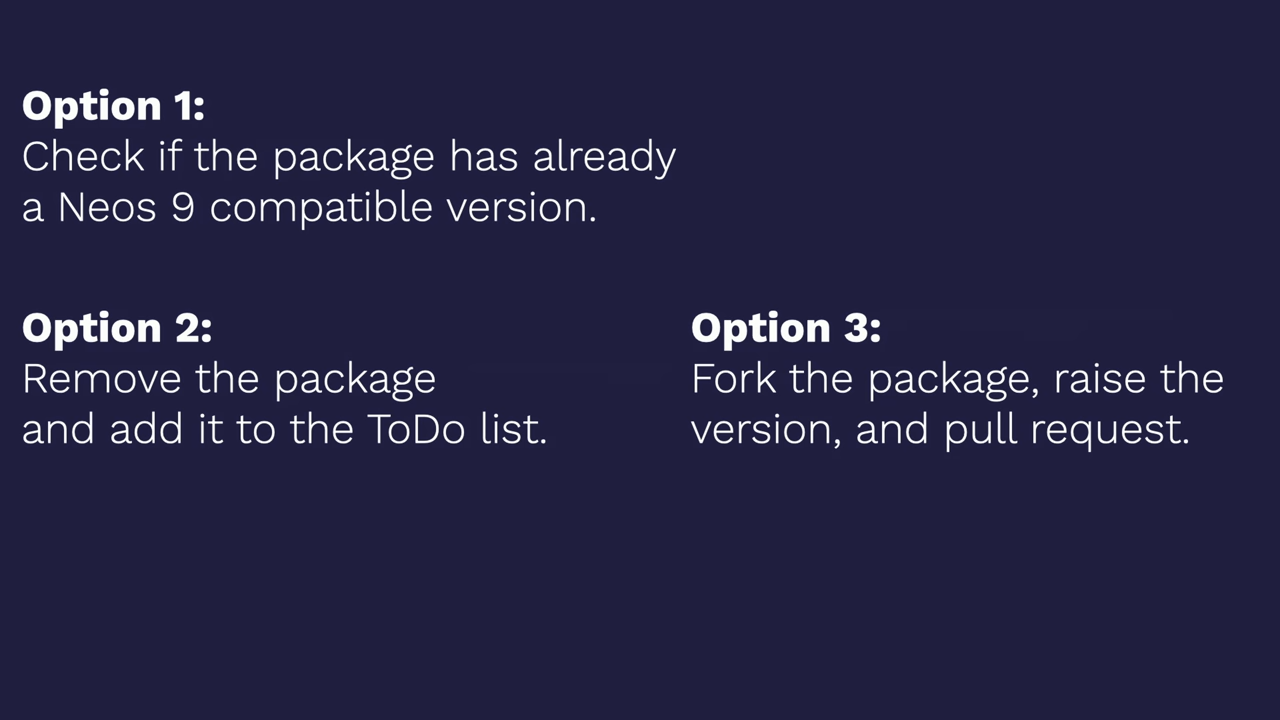 Option 1:
Check if the package has already
a Neos 9 compatible version.
Option 2:
Remove the package
and add it to the ToDo list.
Option 3:
Fork the package, raise the
version, and pull request.